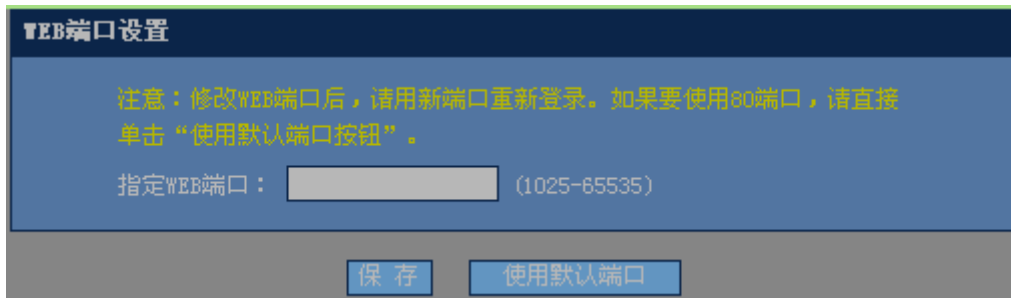 WEB端口设置
注意：修改WEB端口后，请用新端口重新登录。如果要使用80端口，请直接
单击“使用默认端口按钮”。
指定WEB端口： (1025-65535)
保 存 使用默认端口